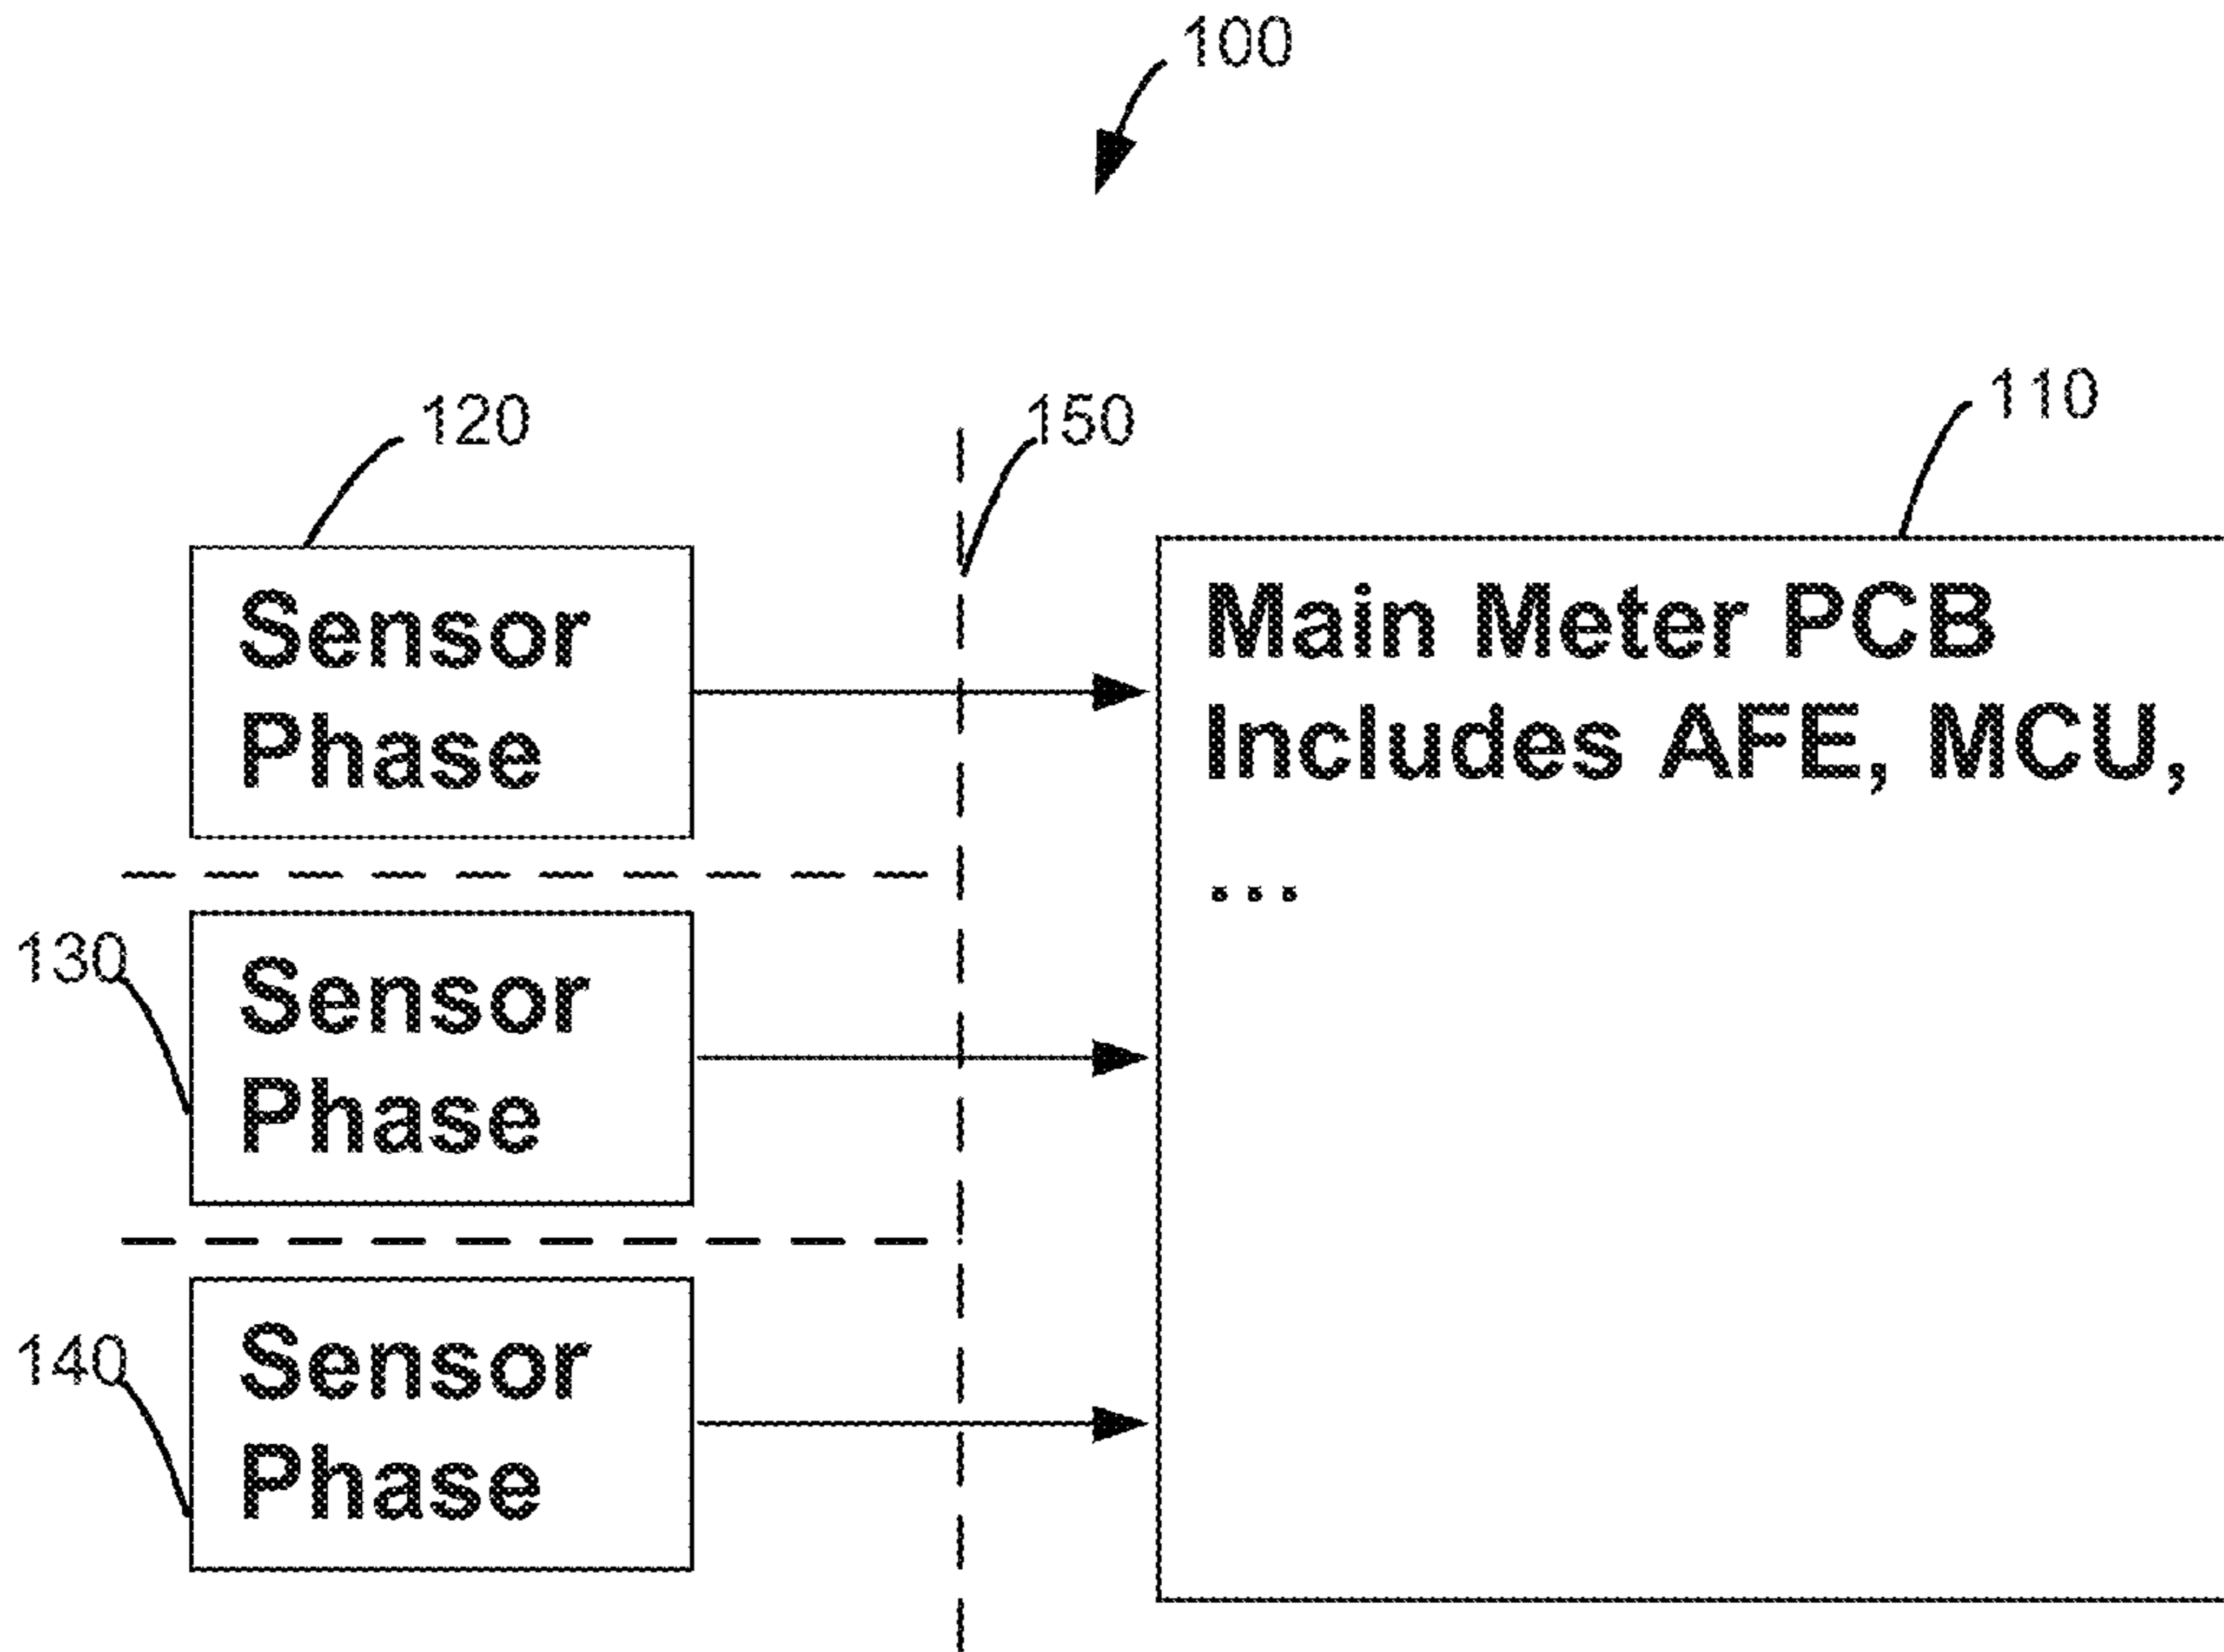 100
120
150
110
Sensor
Phase
Main Meter PCB
Includes AFE, MCU,
...
130
Sensor
Phase
140
Sensor
Phase